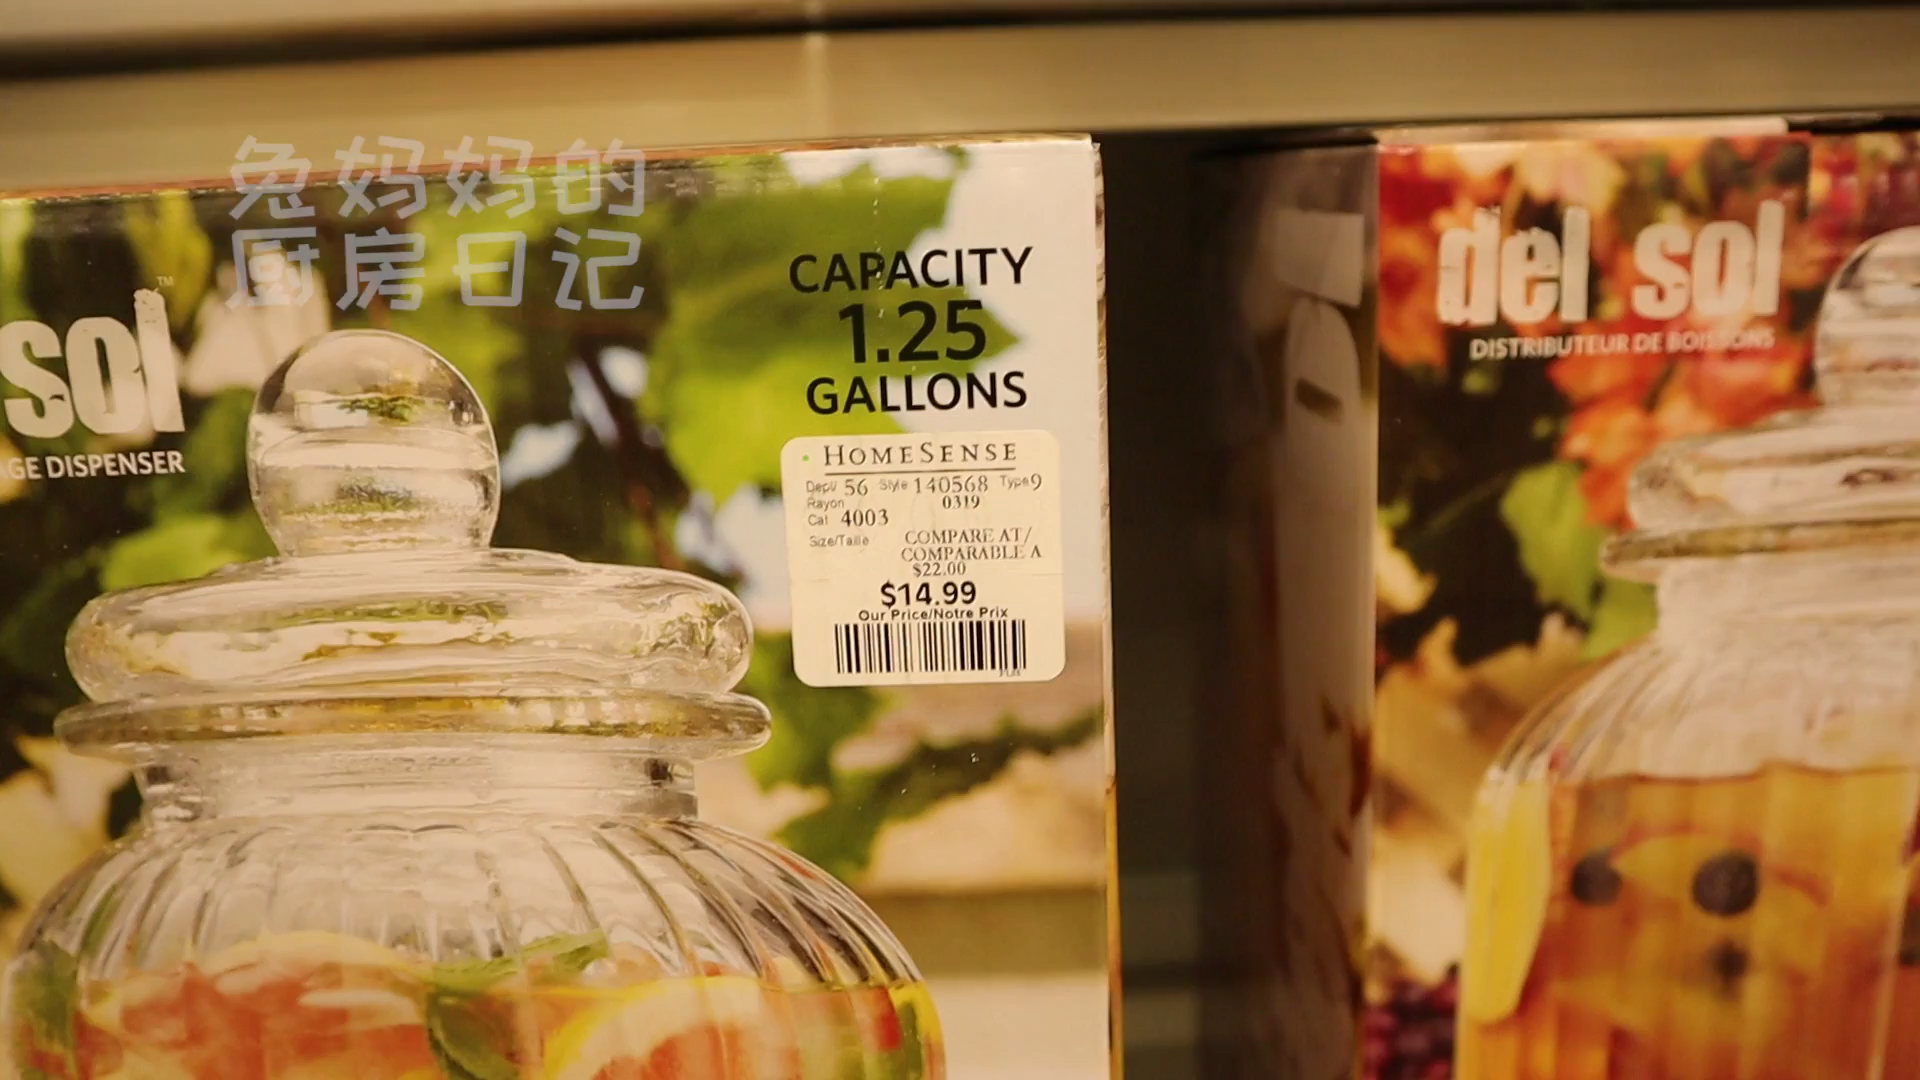 兔妈妈的
厨房日记
sol™
AGE DISPENSER
CAPACITY
1.25
GALLONS
HOMESENSE
Dept/ 56 Style 140568 Type 9
Rayon 0319
Cat 4003
Size/Taille COMPARE AT/
COMPARABLE A
$22.00
$14.99
Our Price/Notre Prix
del sol
DISTRIBUTEUR DE BOISSONS